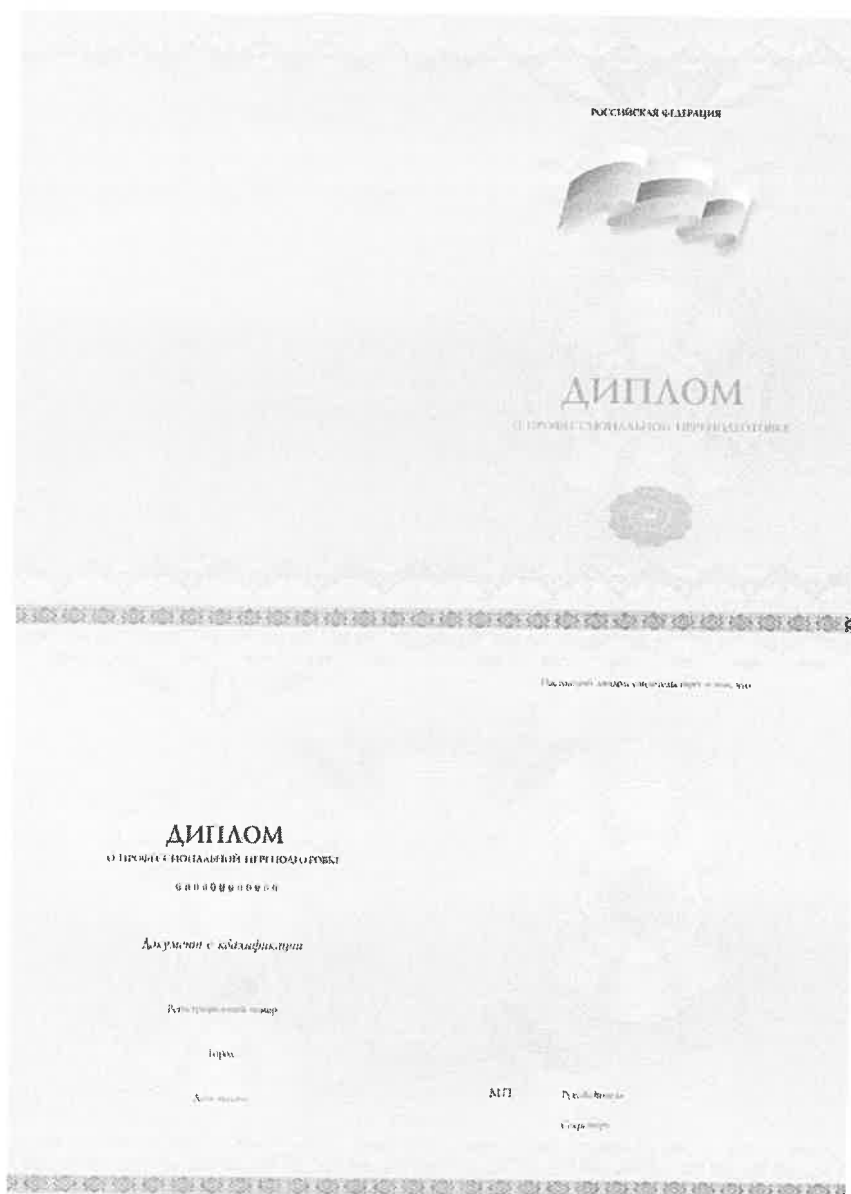 РОССИЙСКАЯ ФЕДЕРАЦИЯ
ДИПЛОМ
О ПРОФЕССИОНАЛЬНОЙ ПЕРЕПОДГОТОВКЕ
Настоящий диплом свидетельствует о том, что
ДИПЛОМ
О ПРОФЕССИОНАЛЬНОЙ ПЕРЕПОДГОТОВКЕ
000000000000
Документ о квалификации
Регистрационный номер
Город
Дата выдачи
М.П.
Руководитель
Секретарь